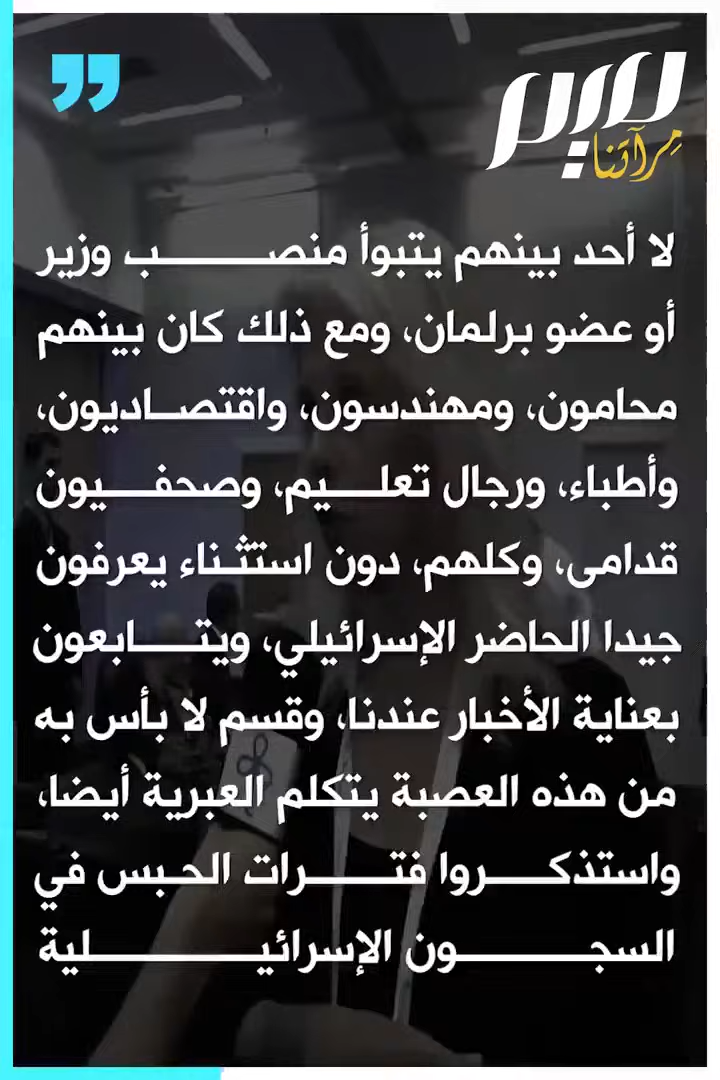 مرآتنا
لا أحد بينهم يتبوأ منصب وزير
أو عضو برلمان، ومع ذلك كان بينهم
محامون، ومهندسون، واقتصاديون،
وأطباء، ورجال تعليم، وصحفيون
قدامى، وكلهم، دون استثناء يعرفون
جيدا الحاضر الإسرائيلي، ويتابعون
بعناية الأخبار عندنا، وقسم لا بأس به
من هذه العصبة يتكلم العبرية أيضا،
واستذكروا فترات الحبس في
السجون الإسرائيلية